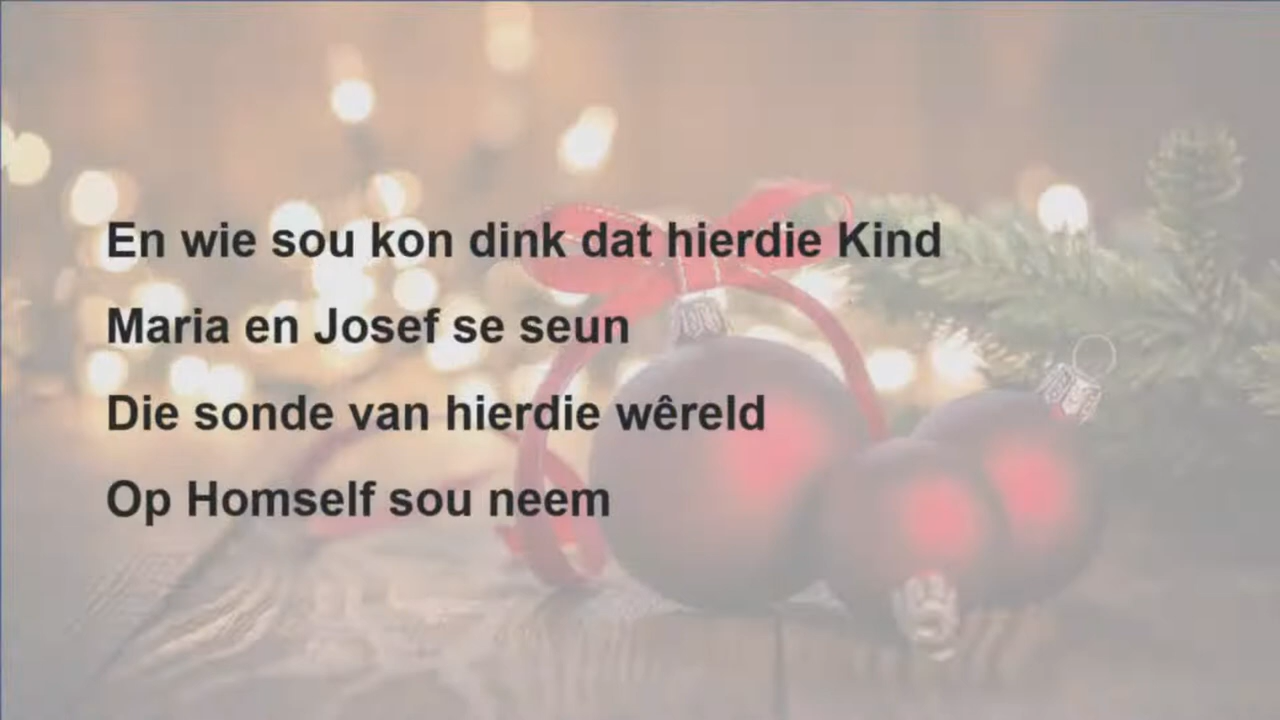 En wie sou kon dink dat hierdie Kind
Maria en Josef se seun
Die sonde van hierdie wêreld
Op Homself sou neem